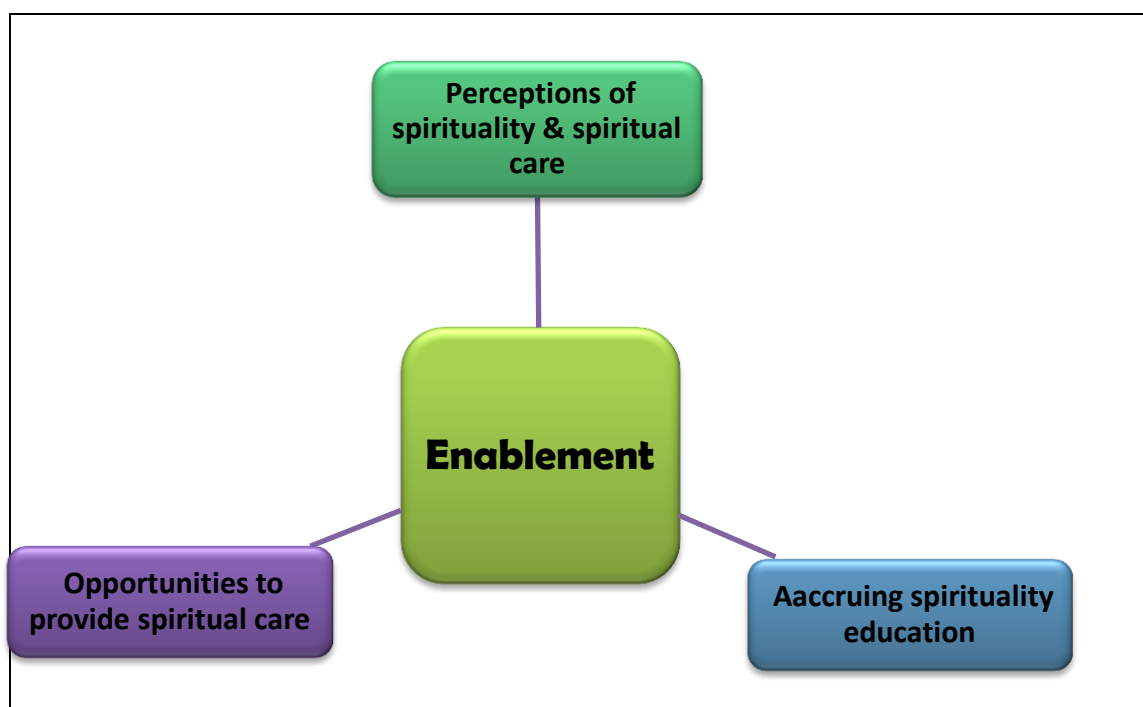 Perceptions of
spirituality & spiritual
care
Enablement
Opportunities to
provide spiritual care
Aaccruing spirituality
education